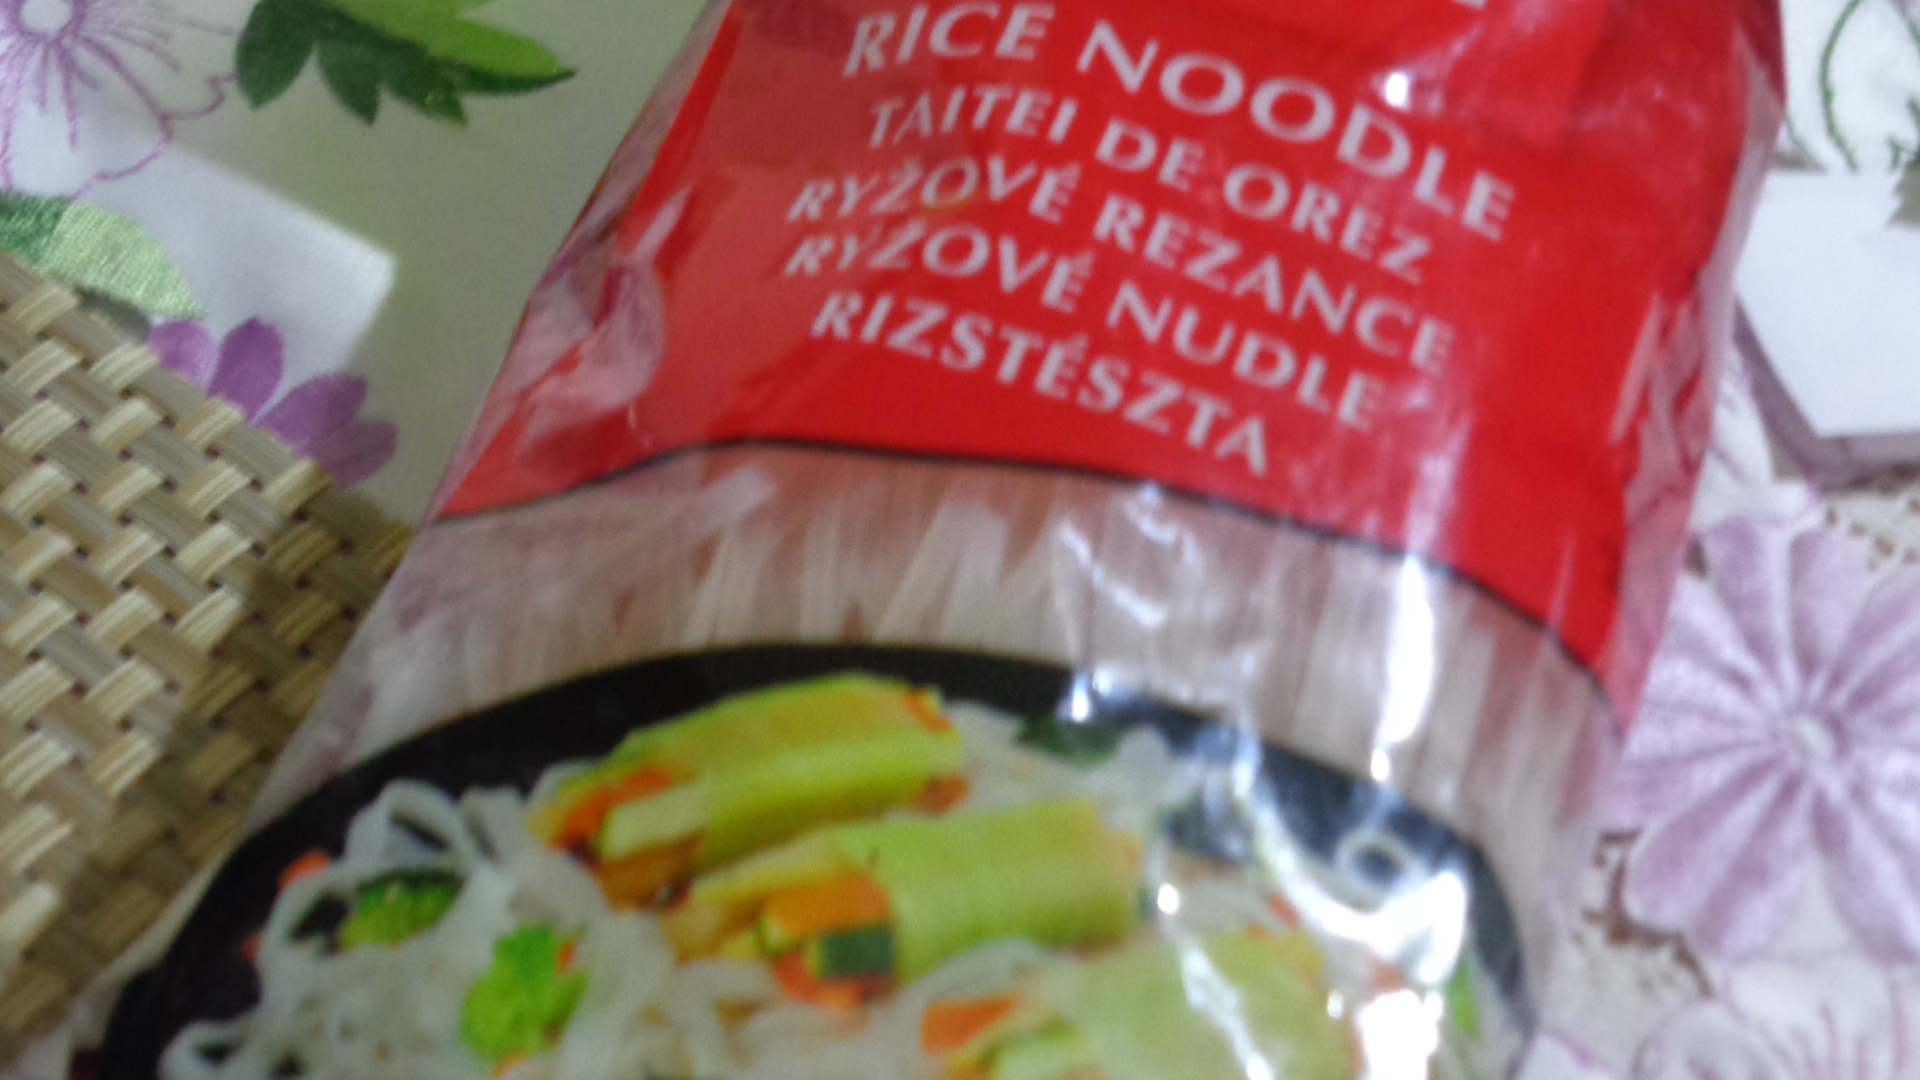 RICE NOODLE
TAITEI DE OREZ
RYŽOVÉ REZANCE
RYŽOVÉ NUDLE
RIZSTÉSZTA